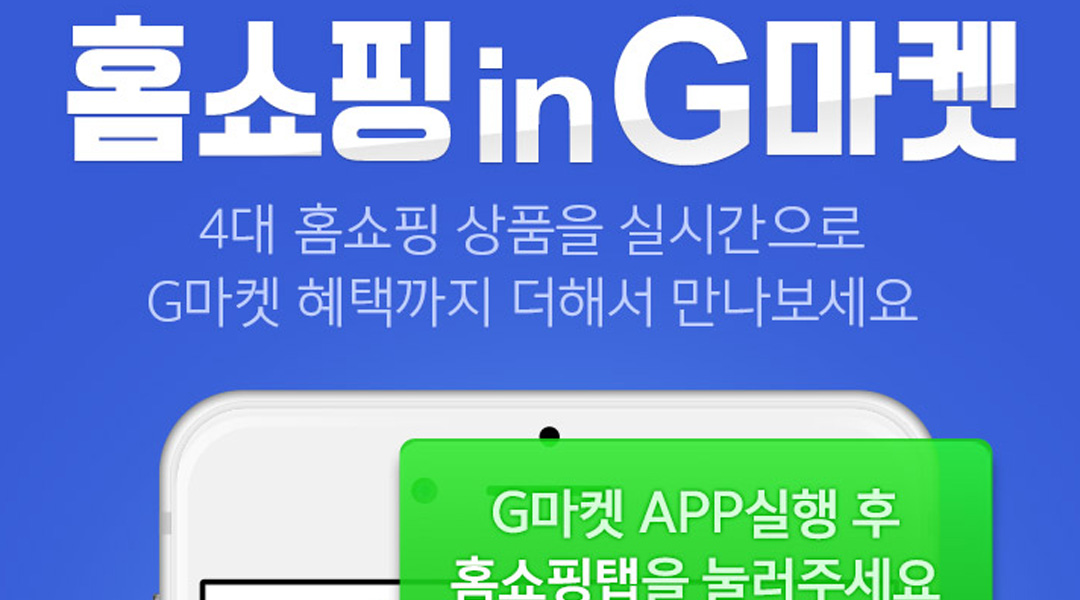 홈쇼핑 in G마켓
4대 홈쇼핑 상품을 실시간으로
G마켓 혜택까지 더해서 만나보세요
G마켓 APP실행 후
홈쇼핑탭을 눌러주세요